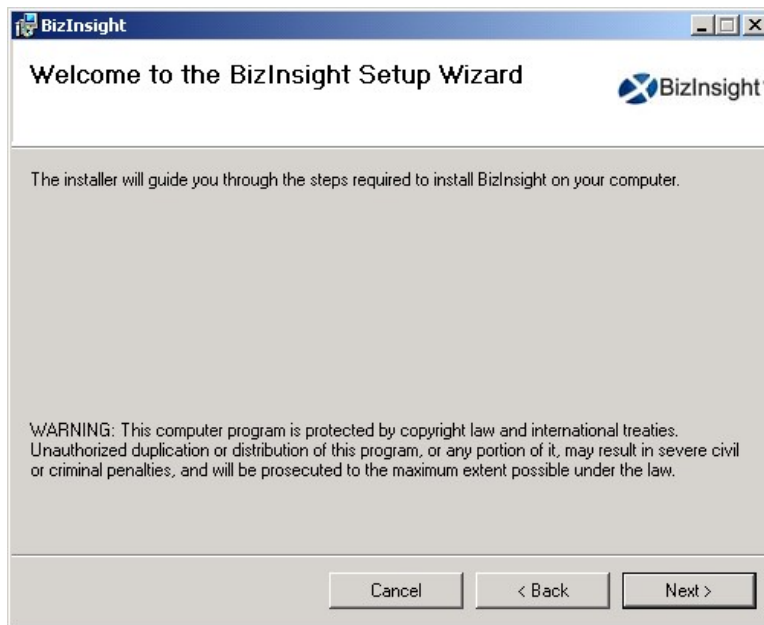 BizInsight
Welcome to the BizInsight Setup Wizard
BizInsight
The installer will guide you through the steps required to install BizInsight on your computer.
WARNING: This computer program is protected by copyright law and international treaties.
Unauthorized duplication or distribution of this program, or any portion of it, may result in severe civil
or criminal penalties, and will be prosecuted to the maximum extent possible under the law.
Cancel
< Back
Next >